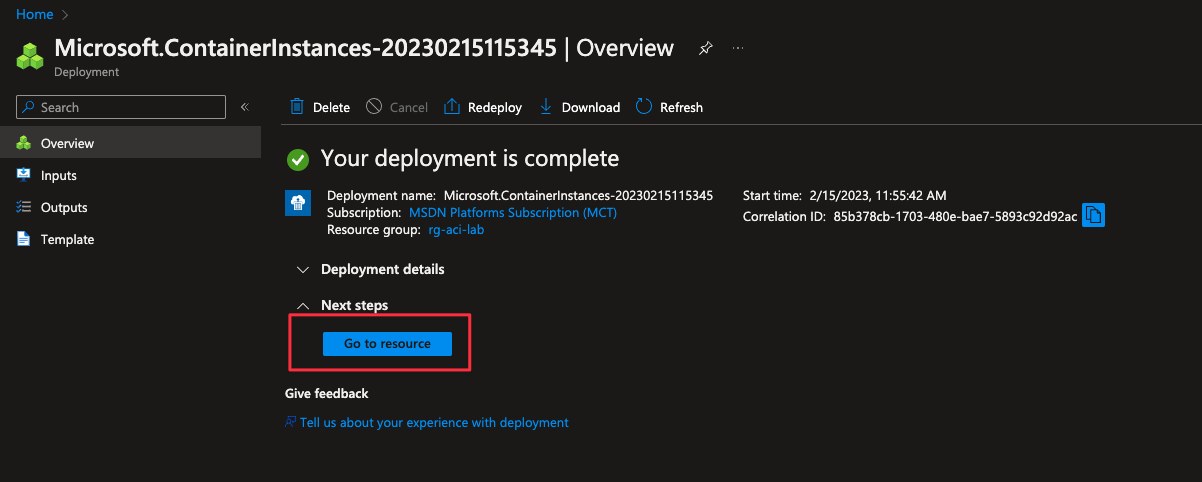 Home >
Microsoft.ContainerInstances-20230215115345 | Overview ...
Deployment
Search «
Delete Cancel Redeploy Download Refresh
Overview
Inputs
Outputs
Template
Your deployment is complete
Deployment name: Microsoft.ContainerInstances-20230215115345
Subscription: MSDN Platforms Subscription (MCT)
Resource group: rg-aci-lab
Start time: 2/15/2023, 11:55:42 AM
Correlation ID: 85b378cb-1703-480e-bae7-5893c92d92ac
Deployment details
Next steps
Go to resource
Give feedback
Tell us about your experience with deployment